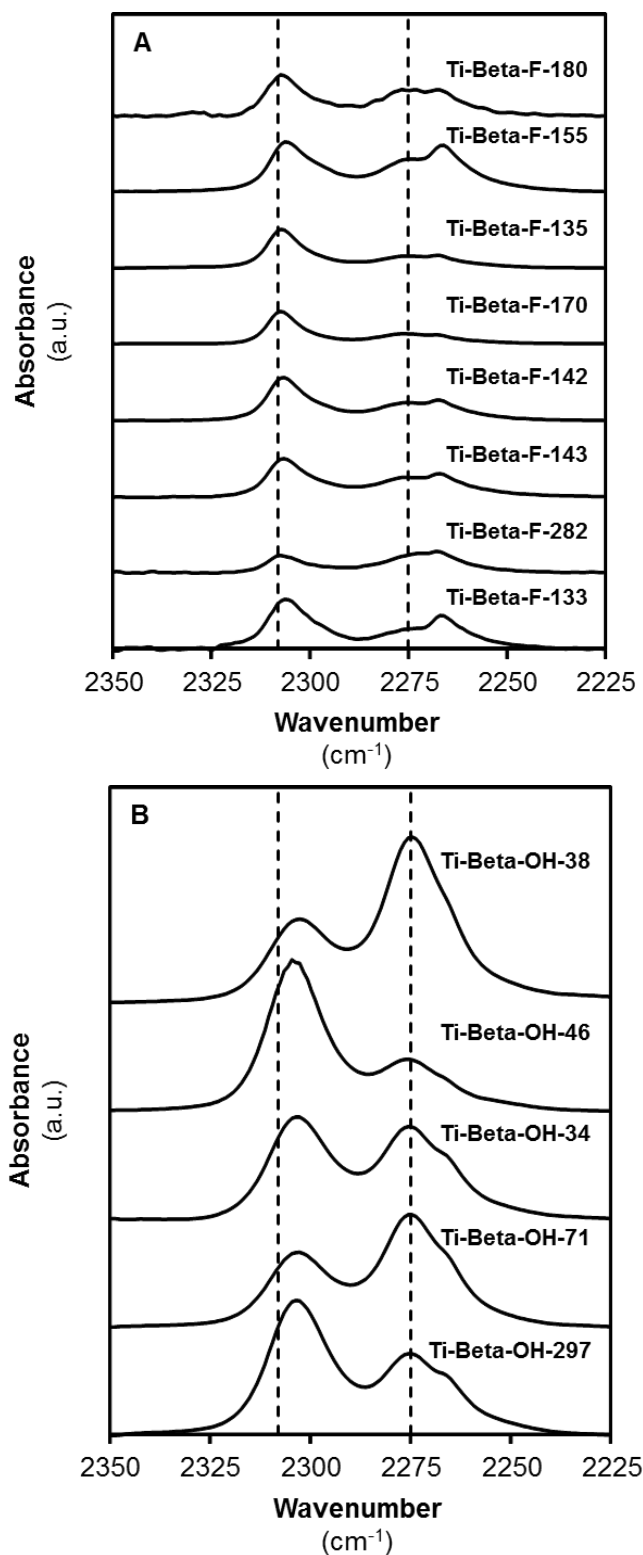 A
Ti-Beta-F-180
Ti-Beta-F-155
Ti-Beta-F-135
Ti-Beta-F-170
Ti-Beta-F-142
Ti-Beta-F-143
Ti-Beta-F-282
Ti-Beta-F-133
Absorbance
(a.u.)
2350 2325 2300 2275 2250 2225
Wavenumber
(cm⁻¹)
B
Ti-Beta-OH-38
Ti-Beta-OH-46
Ti-Beta-OH-34
Ti-Beta-OH-71
Ti-Beta-OH-297
Absorbance
(a.u.)
2350 2325 2300 2275 2250 2225
Wavenumber
(cm⁻¹)